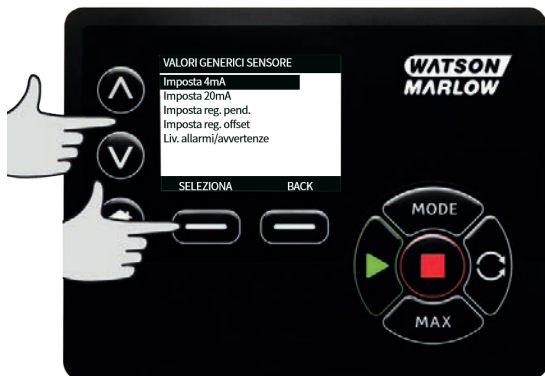 VALORI GENERICI SENSORE
WATSON
MARLOW
Imposta 4mA
Imposta 20mA
Imposta reg. pend.
Imposta reg. offset
Liv. allarmi/avvertenze
SELEZIONA BACK
MODE
MAX